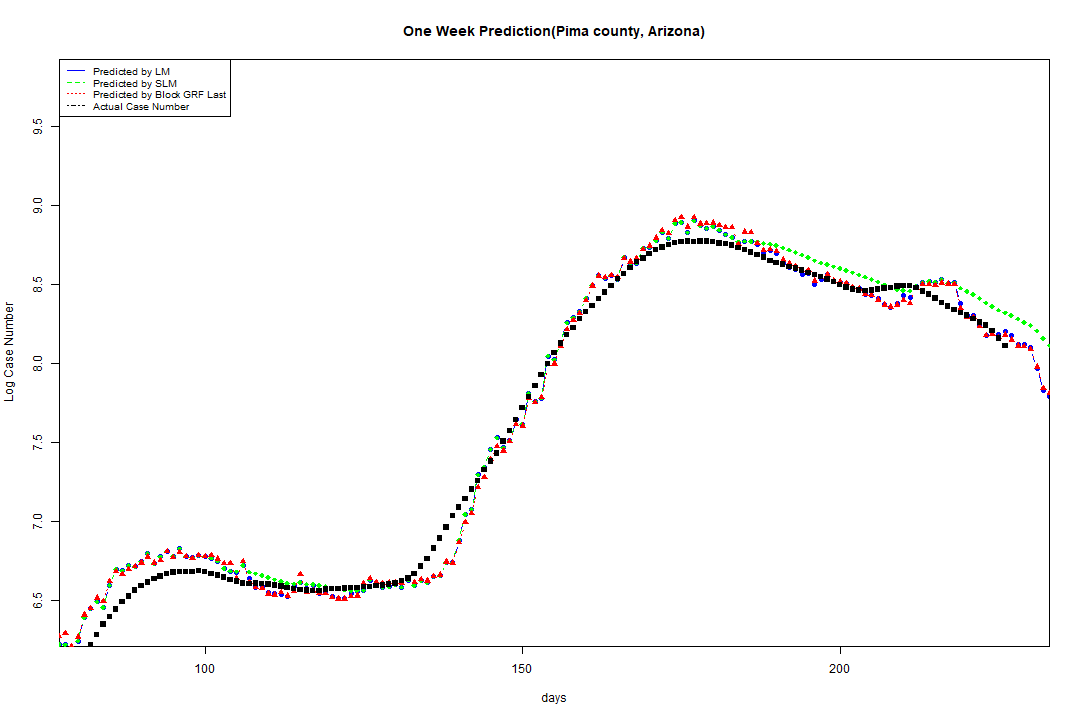 One Week Prediction(Pima county, Arizona)
Predicted by LM
Predicted by SLM
Predicted by Block GRF Last
Actual Case Number
Log Case Number
9.5
9.0
8.5
8.0
7.5
7.0
6.5
100 150 200
days